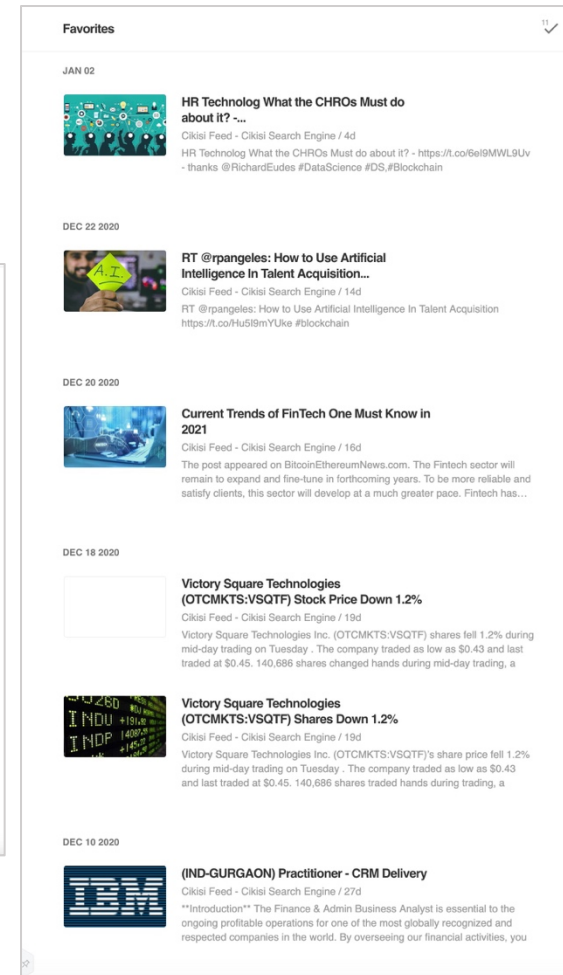 Favorites
11
JAN 02
HR Technolog What the CHROs Must do
about it? -...
Cikisi Feed - Cikisi Search Engine / 4d
HR Technolog What the CHROs Must do about it? - https://t.co/6el9MWL9Uv
- thanks @RichardEudes #DataScience #DS,#Blockchain
DEC 22 2020
A.I.
RT @rpangeles: How to Use Artificial
Intelligence In Talent Acquisition...
Cikisi Feed - Cikisi Search Engine / 14d
RT @rpangeles: How to Use Artificial Intelligence In Talent Acquisition
https://t.co/Hu5I9mYUke #blockchain
DEC 20 2020
Current Trends of FinTech One Must Know in
2021
Cikisi Feed - Cikisi Search Engine / 16d
The post appeared on BitcoinEthereumNews.com. The Fintech sector will
remain to expand and fine-tune in forthcoming years. To be more reliable and
satisfy clients, this sector will develop at a much greater pace. Fintech has...
DEC 18 2020
Victory Square Technologies
(OTCMKTS:VSQTF) Stock Price Down 1.2%
Cikisi Feed - Cikisi Search Engine / 19d
Victory Square Technologies Inc. (OTCMKTS:VSQTF) shares fell 1.2% during
mid-day trading on Tuesday . The company traded as low as $0.43 and last
traded at $0.45. 140,686 shares changed hands during mid-day trading, a
INDU
INDP
Victory Square Technologies
(OTCMKTS:VSQTF) Shares Down 1.2%
Cikisi Feed - Cikisi Search Engine / 19d
Victory Square Technologies Inc. (OTCMKTS:VSQTF)'s share price fell 1.2%
during mid-day trading on Tuesday . The company traded as low as $0.43
and last traded at $0.45. 140,686 shares traded hands during trading, a
DEC 10 2020
IBM
(IND-GURGAON) Practitioner - CRM Delivery
Cikisi Feed - Cikisi Search Engine / 27d
**Introduction** The Finance & Admin Business Analyst is essential to the
ongoing profitable operations for one of the most globally recognized and
respected companies in the world. By overseeing our financial activities, you